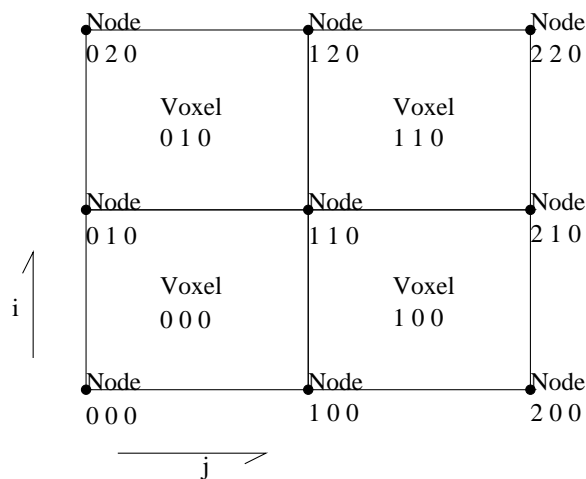 Node Node Node
0 2 0 1 2 0 2 2 0
Voxel Voxel
0 1 0 1 1 0
Node Node Node
0 1 0 1 1 0 2 1 0
Voxel Voxel
i
0 0 0 1 0 0
Node Node Node
0 0 0 1 0 0 2 0 0
j